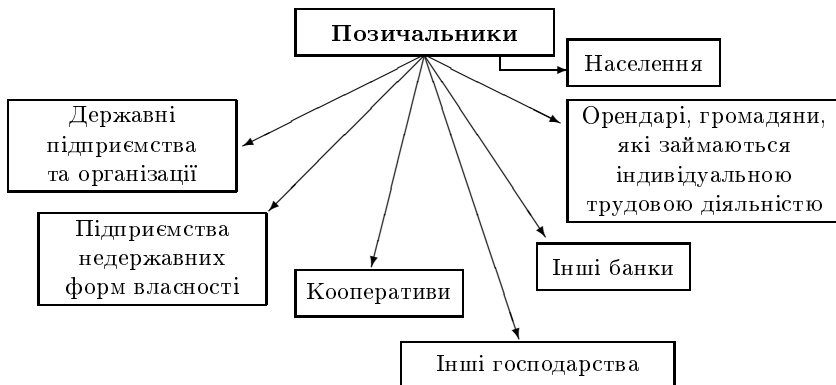 Позичальники
Населення
Державні
підприємства
та організації
Орендарі, громадяни,
які займаються
індивідуальною
трудовою діяльністю
Підприємства
недержавних
форм власності
Кооперативи
Інші банки
Інші господарства